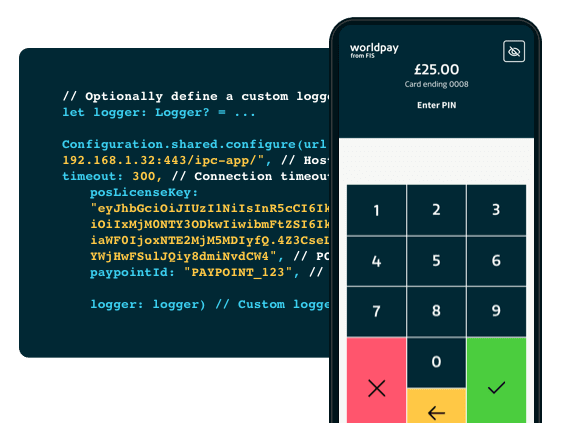 // Optionally define a custom logge
let logger: Logger? = ...
Configuration.shared.configure(url
192.168.1.32:443/ipc-app/", // Hos
timeout: 300, // Connection timeou
posLicenseKey:
"eyJhbGciOiJIUzI1NiIsInR5cCI6Ik
iOiIxMjM0NTY3ODkwIiwibmFtZSI6Ik
iaWF0IjoxNTE2MjM5MDIyfQ.4Z3CseI
YWjHwFSu1JQiy8dmiNvdCW4", // PO
paypointId: "PAYPOINT_123", //
logger: logger) // Custom logge
worldpay
from FIS
£25.00
Card ending 0008
Enter PIN
1 2 3
4 5 6
7 8 9
0